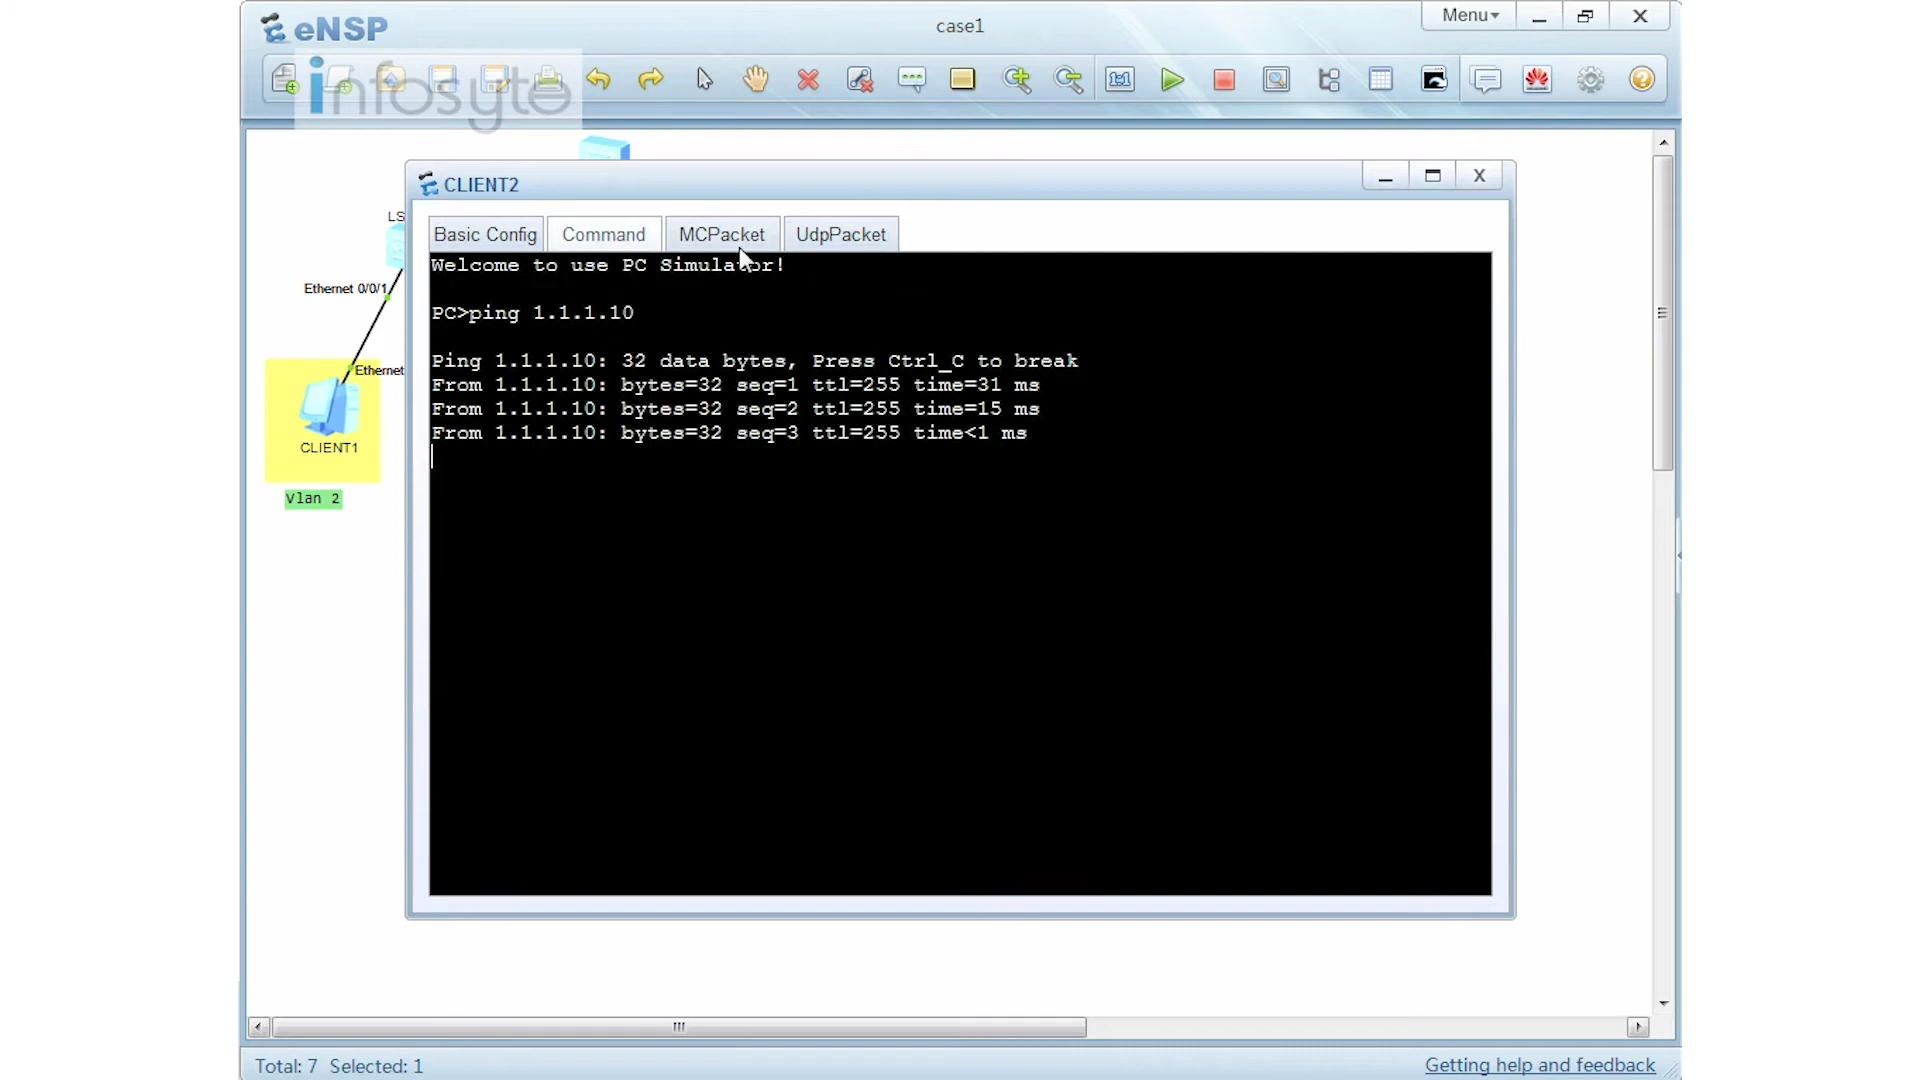 eNSP
case1
Menu
infosyte
CLIENT2
Basic Config
Command
MCPacket
UdpPacket
Welcome to use PC Simulator!
PC>ping 1.1.1.10
Ping 1.1.1.10: 32 data bytes, Press Ctrl_C to break
From 1.1.1.10: bytes=32 seq=1 ttl=255 time=31 ms
From 1.1.1.10: bytes=32 seq=2 ttl=255 time=15 ms
From 1.1.1.10: bytes=32 seq=3 ttl=255 time<1 ms
LS
Ethernet 0/0/1
Ethernet
CLIENT1
Vlan 2
Total: 7 Selected: 1
Getting help and feedback